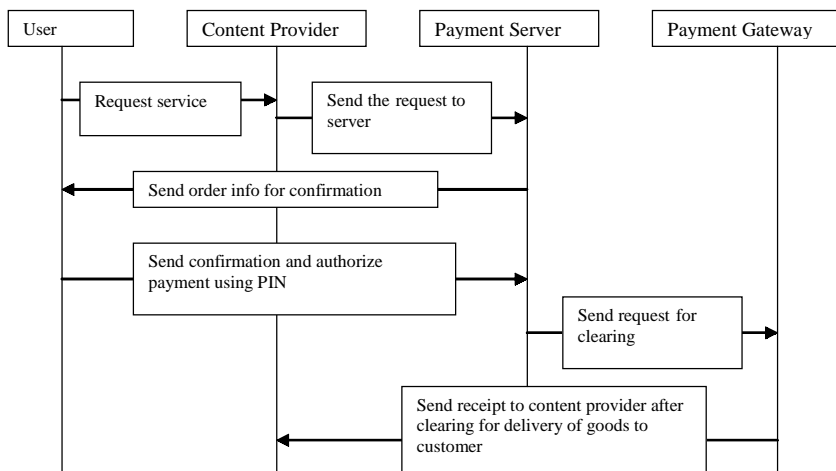 User
Content Provider
Payment Server
Payment Gateway
Request service
Send the request to
server
Send order info for confirmation
Send confirmation and authorize
payment using PIN
Send request for
clearing
Send receipt to content provider after
clearing for delivery of goods to
customer